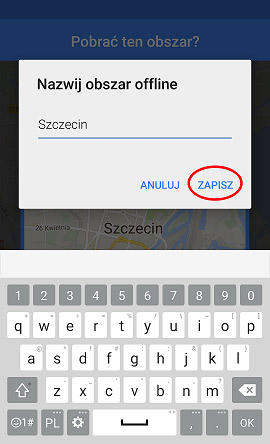 Pobrać ten obszar?
Nazwij obszar offline
Szczecin
ANULUJ ZAPISZ
26 Kwietnia
Szczecin
1 2 3 4 5 6 7 8 9 0
q w e r t y u i o p
a s d f g h j k l
z x c v b n m
☺1# PL , . OK